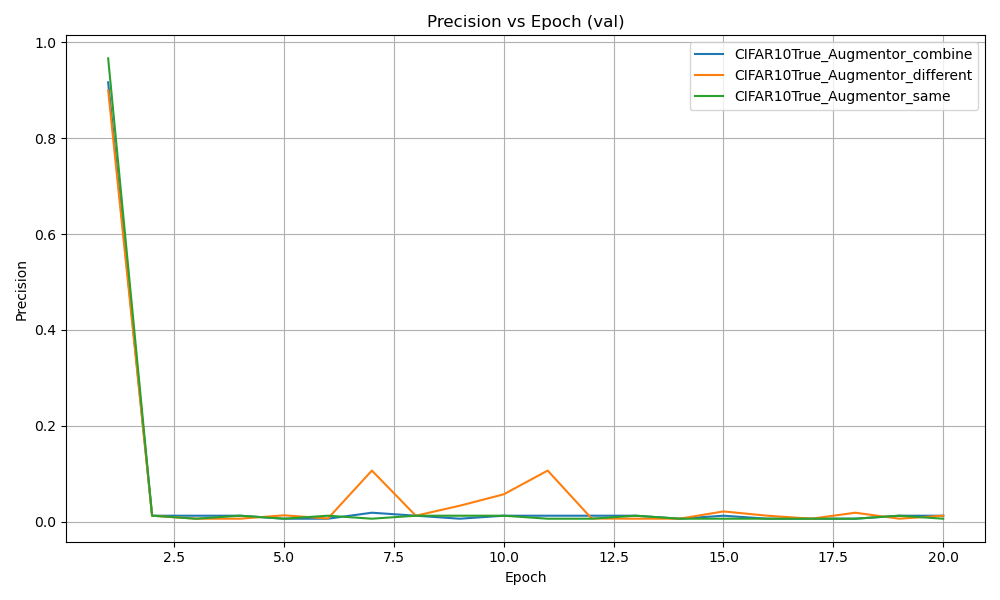 Precision vs Epoch (val)
CIFAR10True_Augmentor_combine
CIFAR10True_Augmentor_different
CIFAR10True_Augmentor_same
1.0
0.8
0.6
0.4
0.2
0.0
Precision
2.5 5.0 7.5 10.0 12.5 15.0 17.5 20.0
Epoch